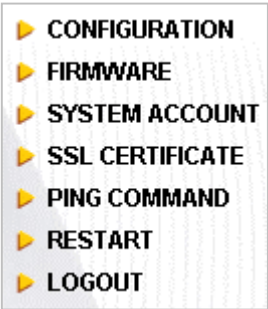 CONFIGURATION
FIRMWARE
SYSTEM ACCOUNT
SSL CERTIFICATE
PING COMMAND
RESTART
LOGOUT